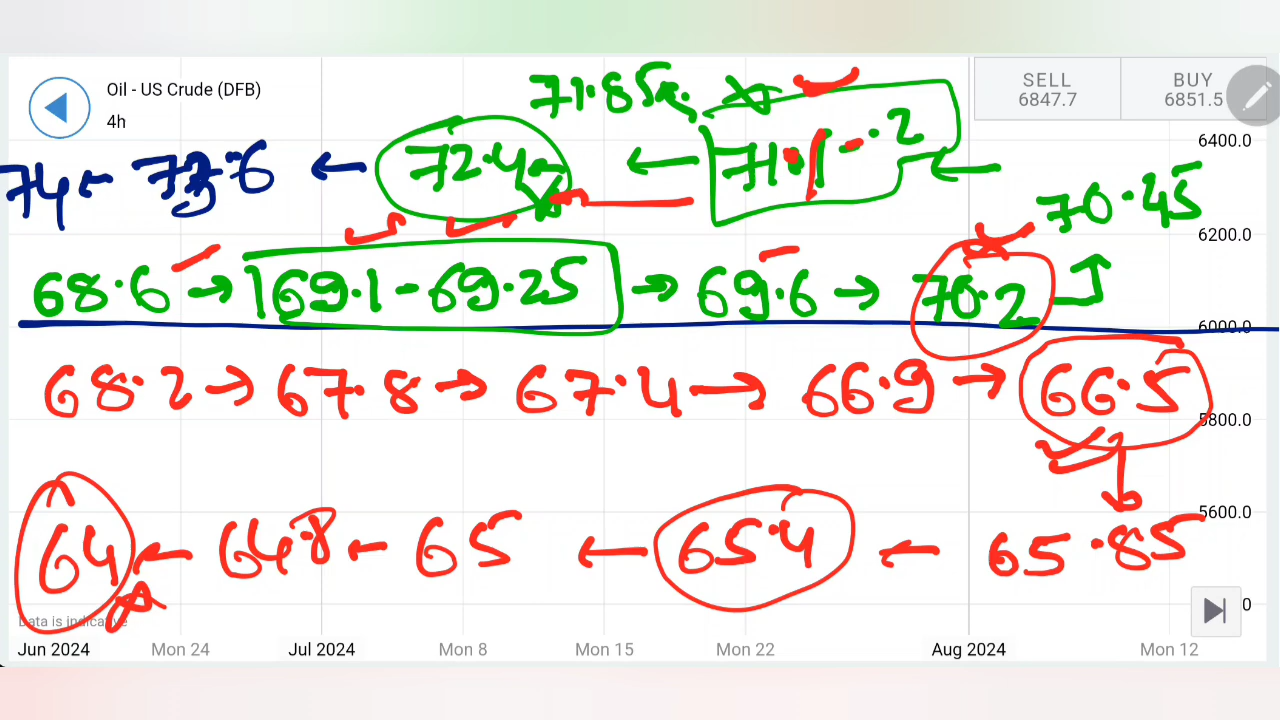 Oil - US Crude (DFB)
4h
SELL
6847.7
BUY
6851.5
71.85
74 ← ← 72.4 ← 71.1 - .2 ←
70.45
68.6 → 69.1 - 69.25 → 69.6 → 70.2
68.2 → 67.8 → 67.4 → 66.9 → 66.5
64 ← 64.8 ← 65 ← 65.4 ← 65.85
6400.0
6200.0
6000.0
5800.0
5600.0
Data is indicative
Jun 2024 Mon 24 Jul 2024 Mon 8 Mon 15 Mon 22 Aug 2024 Mon 12